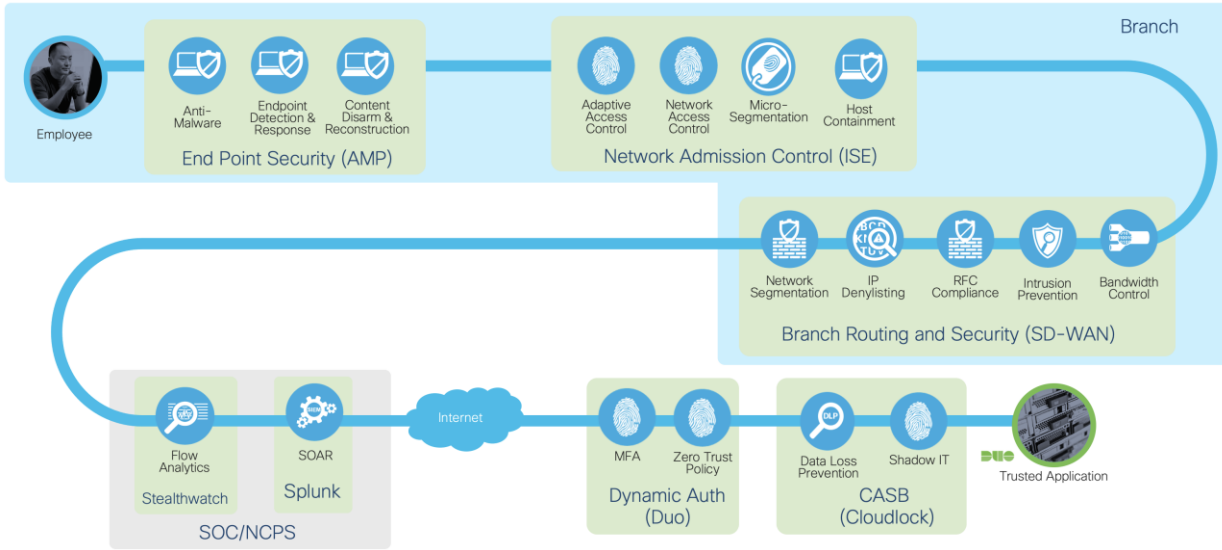 Branch
Employee
Anti-
Malware
Endpoint
Detection &
Response
Content
Disarm &
Reconstruction
End Point Security (AMP)
Adaptive
Access
Control
Network
Access
Control
Micro-
Segmentation
Host
Containment
Network Admission Control (ISE)
Network
Segmentation
IP
Denylisting
RFC
Compliance
Intrusion
Prevention
Bandwidth
Control
Branch Routing and Security (SD-WAN)
Flow
Analytics
Stealthwatch
SIEM
SOAR
Splunk
SOC/NCPS
Internet
MFA
Zero Trust
Policy
Dynamic Auth
(Duo)
DLP
Data Loss
Prevention
Shadow IT
CASB
(Cloudlock)
DUO
Trusted Application